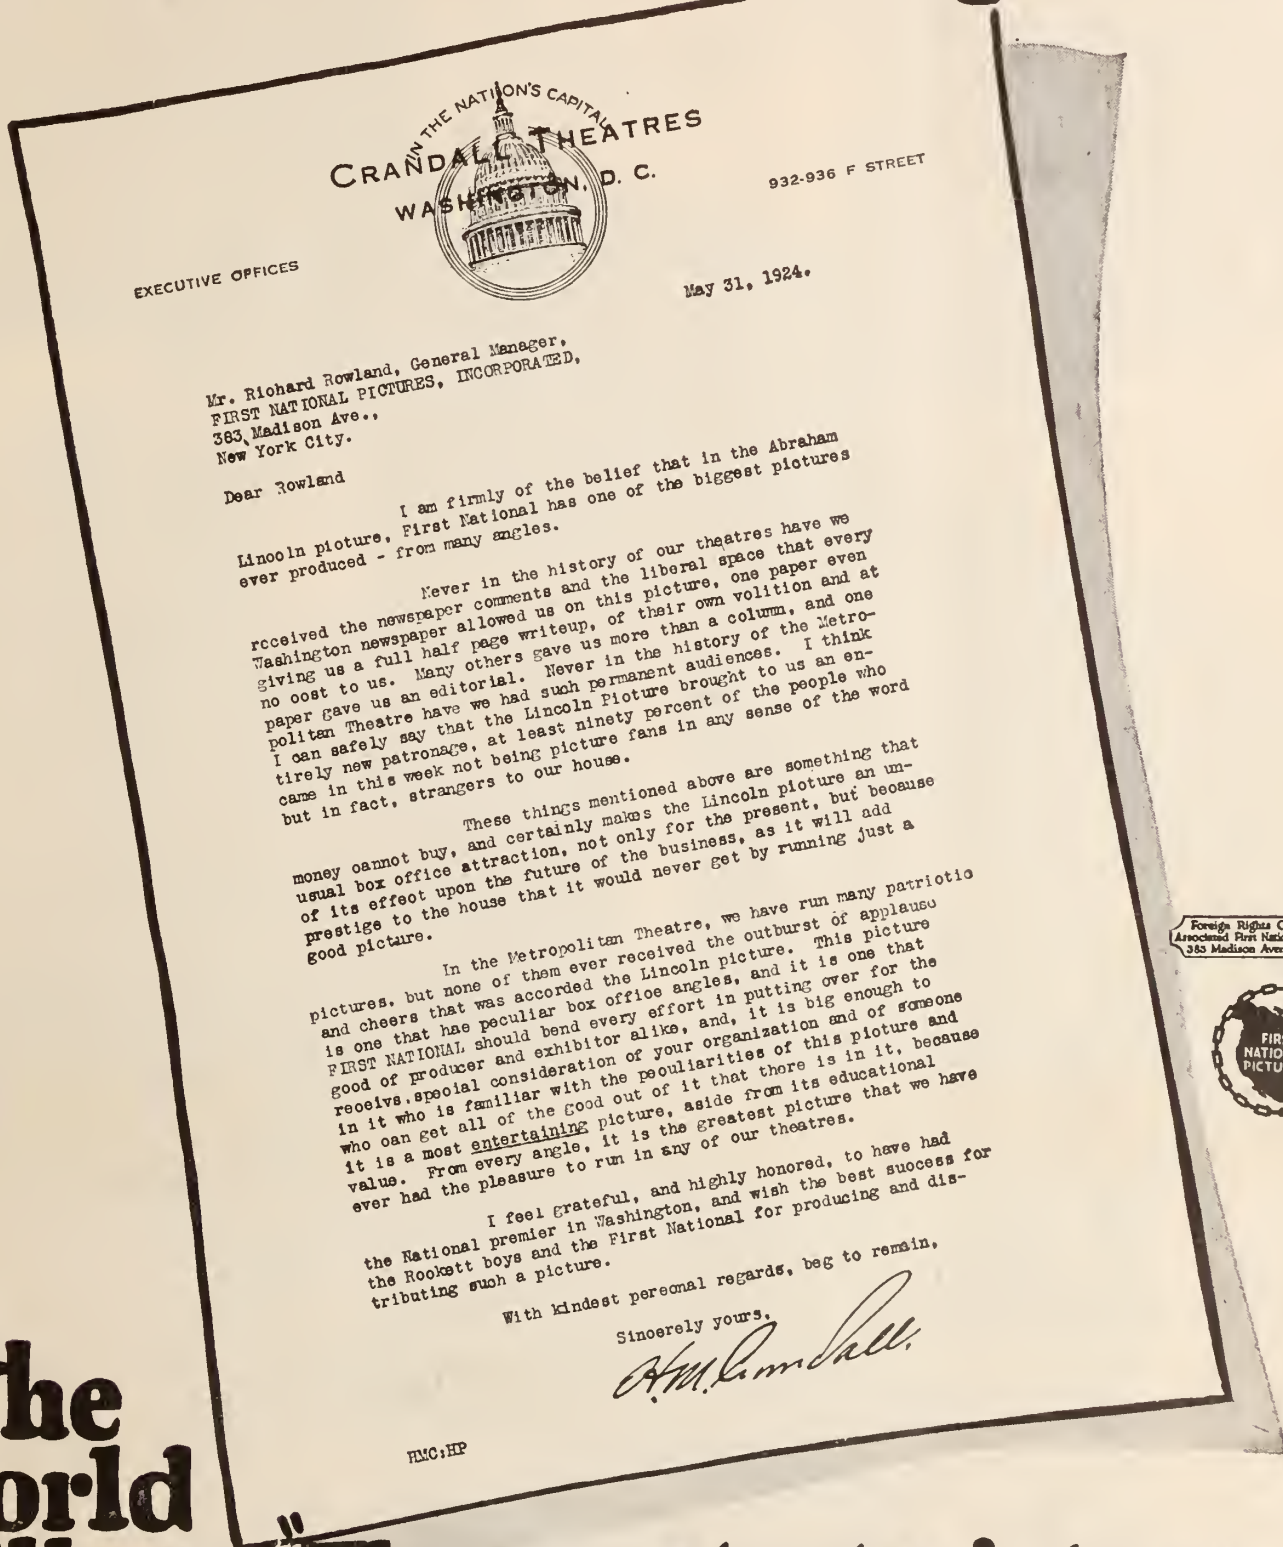 IN THE NATION'S CAPITAL
CRANDALL THEATRES
WASHINGTON, D. C.
932-936 F STREET
EXECUTIVE OFFICES
May 31, 1924.
Mr. Richard Rowland, General Manager,
FIRST NATIONAL PICTURES, INCORPORATED,
383, Madison Ave.,
New York City.
Dear Rowland
I am firmly of the belief that in the Abraham
Lincoln picture, First National has one of the biggest pictures
ever produced - from many angles.
Never in the history of our theatres have we
received the newspaper comments and the liberal space that every
Washington newspaper allowed us on this picture, one paper even
giving us a full half page writeup, of their own volition and at
no cost to us. Many others gave us more than a column, and one
paper gave us an editorial. Never in the history of the Metro-
politan Theatre have we had such permanent audiences. I think
I can safely say that the Lincoln Picture brought to us an en-
tirely new patronage, at least ninety percent of the people who
came in this week not being picture fans in any sense of the word
but in fact, strangers to our house.
These things mentioned above are something that
money cannot buy, and certainly makes the Lincoln picture an un-
usual box office attraction, not only for the present, but because
of its effect upon the future of the business, as it will add
prestige to the house that it would never get by running just a
good picture.
In the Metropolitan Theatre, we have run many patriotic
pictures, but none of them ever received the outburst of applause
and cheers that was accorded the Lincoln picture. This picture
is one that has peculiar box office angles, and it is one that
FIRST NATIONAL should bend every effort in putting over for the
good of producer and exhibitor alike, and, it is big enough to
receive, special consideration of your organization and of someone
in it who is familiar with the peculiarities of this picture and
who can get all of the good out of it that there is in it, because
it is a most entertaining picture, aside from its educational
value. From every angle, it is the greatest picture that we have
ever had the pleasure to run in any of our theatres.
I feel grateful, and highly honored, to have had
the National premier in Washington, and wish the best success for
the Rockett boys and the First National for producing and dis-
tributing such a picture.
With kindest personal regards, beg to remain,
Sincerely yours,
H.M. Crandall.
HMC:HP
Foreign Rights
Associated First
383 Madison
FIR
NATIO
PICTU
he
orld
"